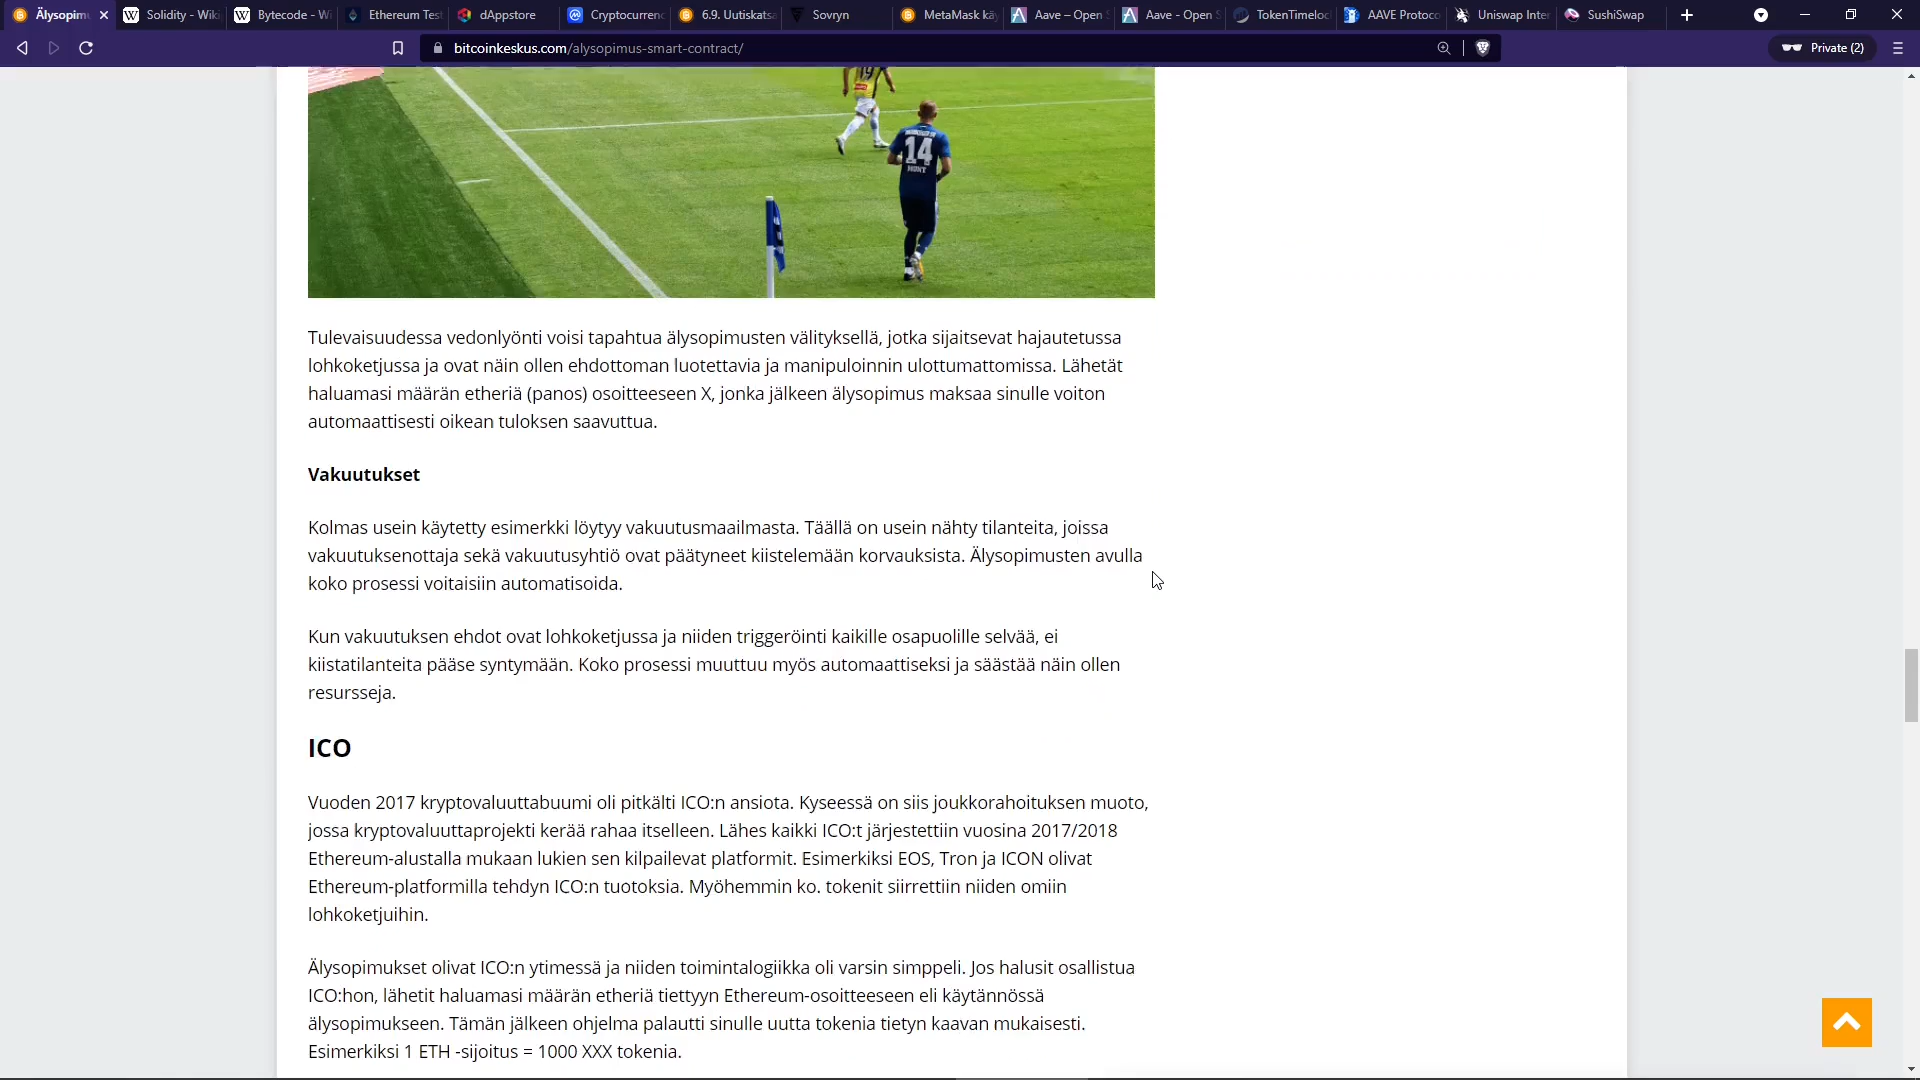 Älysopim
Solidity - Wiki
Bytecode - Wi
Ethereum Test
dAppstore
Cryptocurrenc
6.9. Uutiskatsa
Sovryn
MetaMask kä
Aave – Open S
Aave - Open S
TokenTimeloc
AAVE Protoco
Uniswap Inter
SushiSwap
bitcoinkeskus.com/alysopimus-smart-contract/
Private (2)
19
14
Tulevaisuudessa vedonlyönti voisi tapahtua älysopimusten välityksellä, jotka sijaitsevat hajautetussa
lohkoketjussa ja ovat näin ollen ehdottoman luotettavia ja manipuloinnin ulottumattomissa. Lähetät
haluamasi määrän etheriä (panos) osoitteeseen X, jonka jälkeen älysopimus maksaa sinulle voiton
automaattisesti oikean tuloksen saavuttua.
Vakuutukset
Kolmas usein käytetty esimerkki löytyy vakuutusmaailmasta. Täällä on usein nähty tilanteita, joissa
vakuutuksenottaja sekä vakuutusyhtiö ovat päätyneet kiistelemään korvauksista. Älysopimusten avulla
koko prosessi voitaisiin automatisoida.
Kun vakuutuksen ehdot ovat lohkoketjussa ja niiden triggeröinti kaikille osapuolille selvää, ei
kiistatilanteita pääse syntymään. Koko prosessi muuttuu myös automaattiseksi ja säästää näin ollen
resursseja.
ICO
Vuoden 2017 kryptovaluuttabuumi oli pitkälti ICO:n ansiota. Kyseessä on siis joukkorahoituksen muoto,
jossa kryptovaluuttaprojekti kerää rahaa itselleen. Lähes kaikki ICO:t järjestettiin vuosina 2017/2018
Ethereum-alustalla mukaan lukien sen kilpailevat platformit. Esimerkiksi EOS, Tron ja ICON olivat
Ethereum-platformilla tehdyn ICO:n tuotoksia. Myöhemmin ko. tokenit siirrettiin niiden omiin
lohkoketjuihin.
Älysopimukset olivat ICO:n ytimessä ja niiden toimintalogiikka oli varsin simppeli. Jos halusit osallistua
ICO:hon, lähetit haluamasi määrän etheriä tiettyyn Ethereum-osoitteeseen eli käytännössä
älysopimukseen. Tämän jälkeen ohjelma palautti sinulle uutta tokenia tietyn kaavan mukaisesti.
Esimerkiksi 1 ETH -sijoitus = 1000 XXX tokenia.